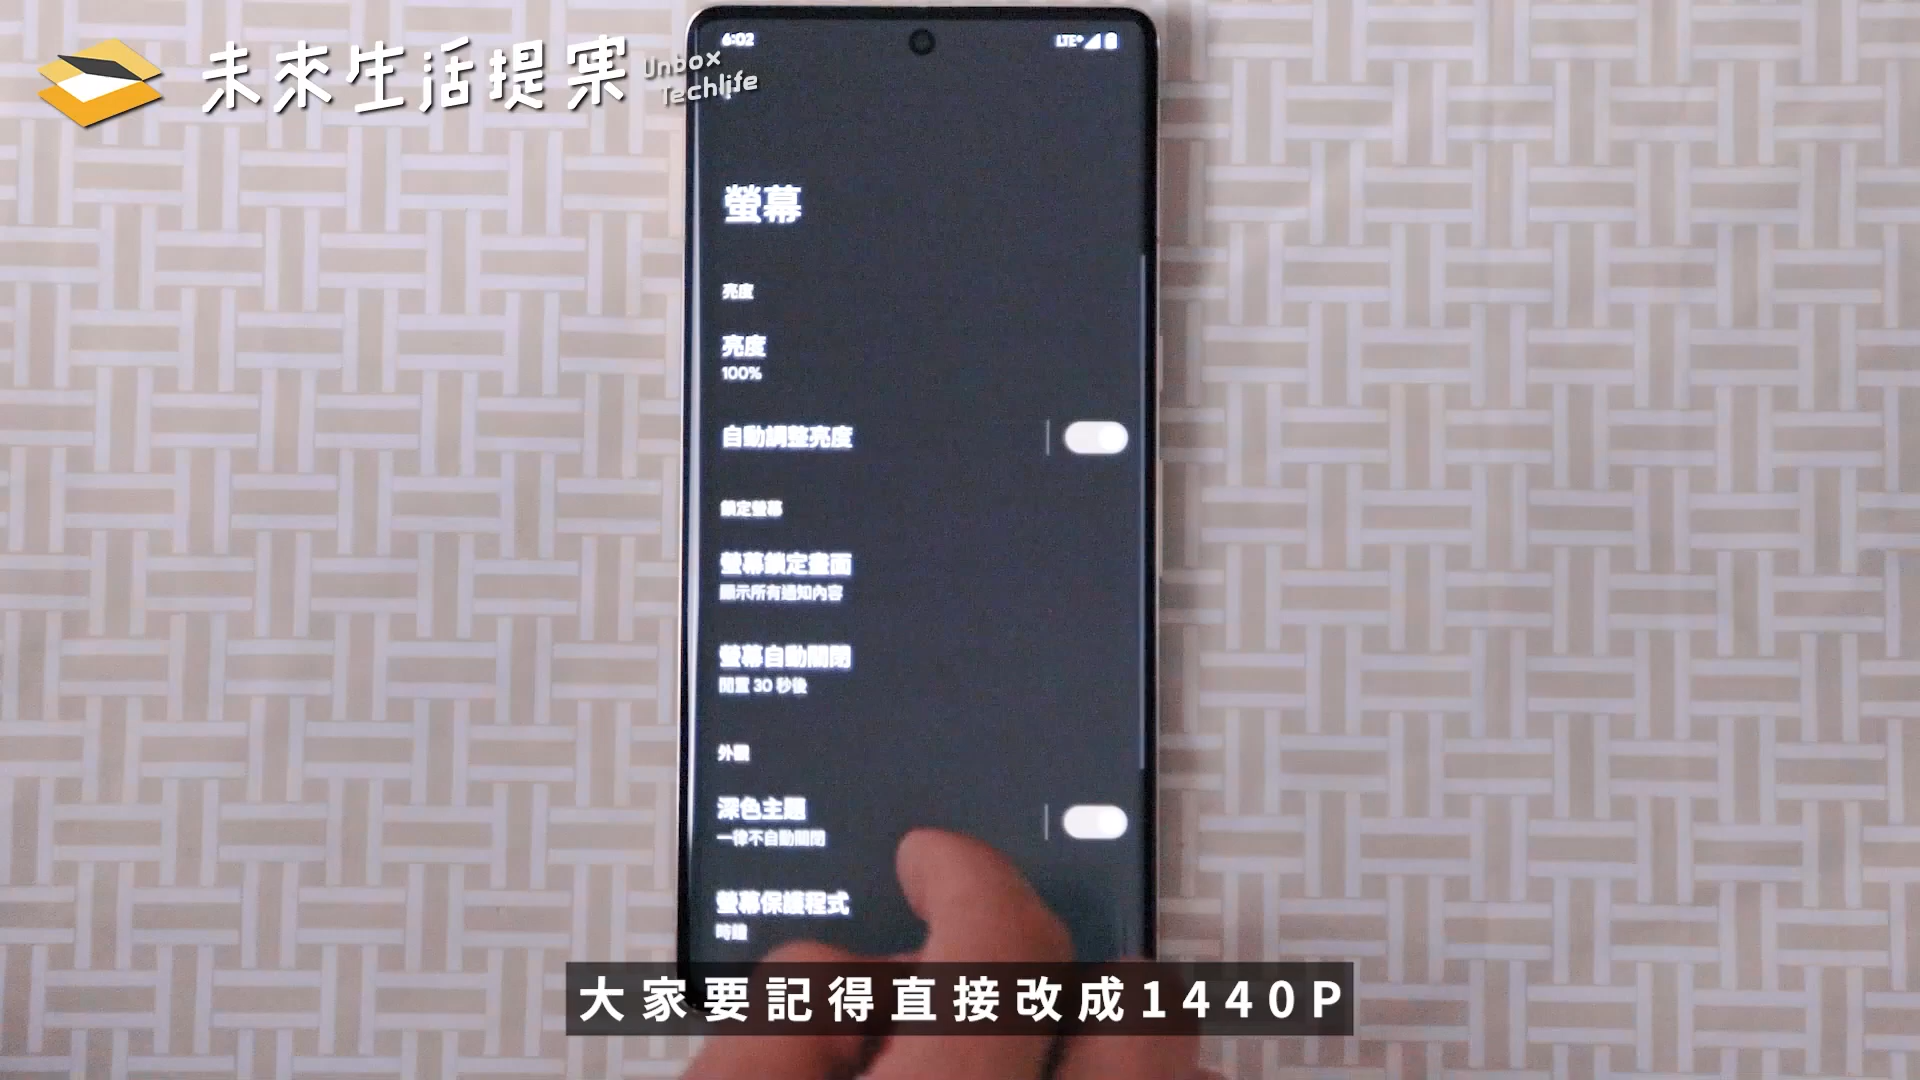 未來生活提案
Unbox
Techlife
6:02
LTE+
螢幕
亮度
亮度
100%
自動調整亮度
鎖定螢幕
螢幕鎖定畫面
顯示所有通知內容
螢幕自動關閉
閒置 30 秒後
外觀
深色主題
一律不自動關閉
螢幕保護程式
時鐘
大家要記得直接改成1440P